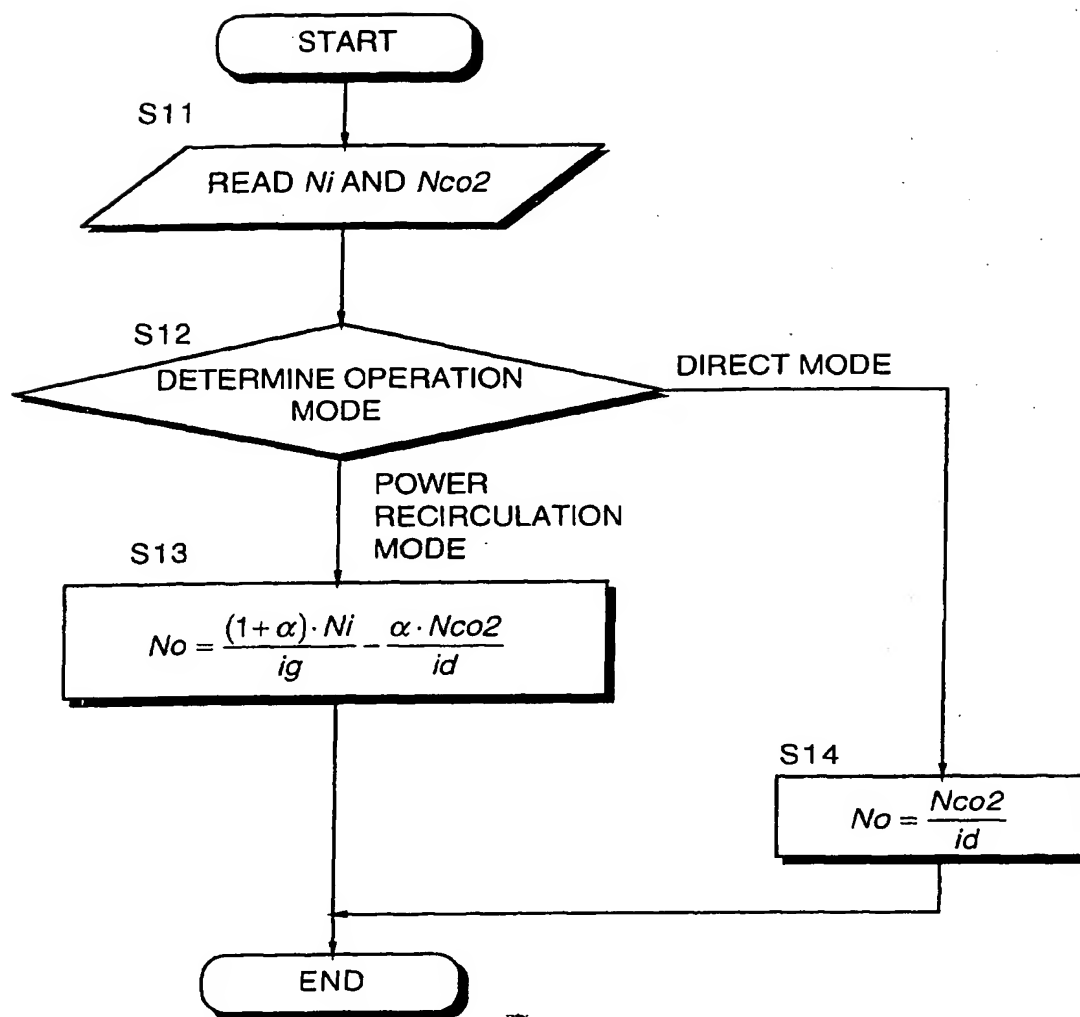 START
S11
READ Ni AND Nco2
S12
DETERMINE OPERATION
MODE
DIRECT MODE
POWER
RECIRCULATION
MODE
S13
No = (1+α)·Ni / ig − α·Nco2 / id
S14
No = Nco2 / id
END